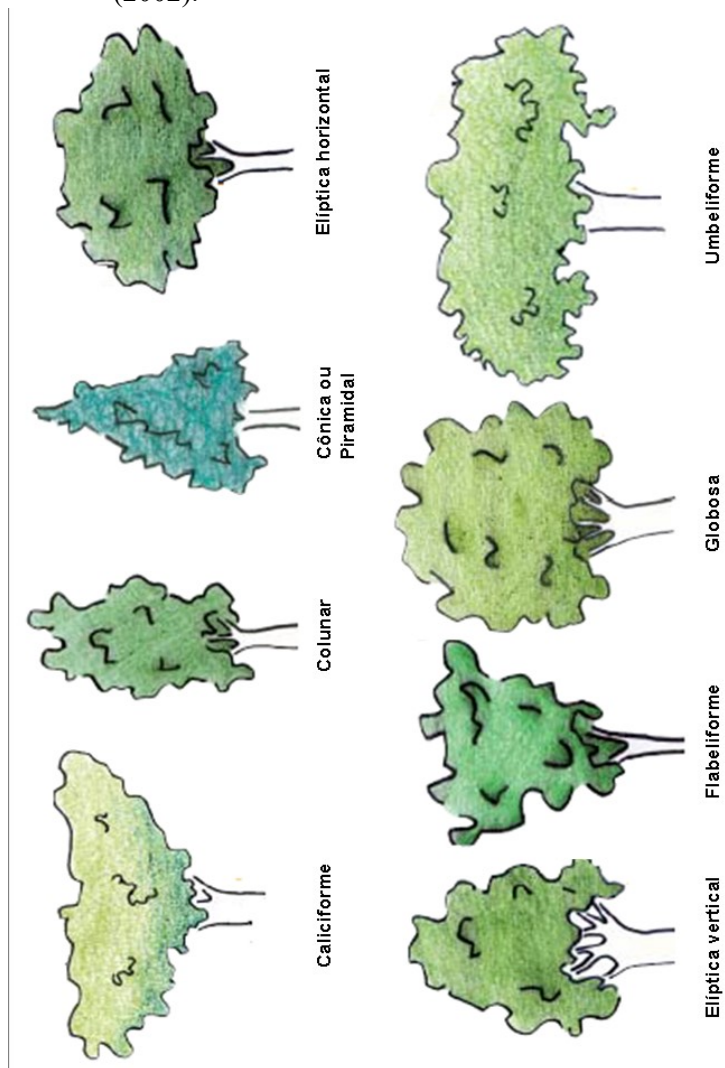 (2002).
Caliciforme
Colunar
Cônica ou
Piramidal
Elíptica horizontal
Elíptica vertical
Flabeliforme
Globosa
Umbeliforme